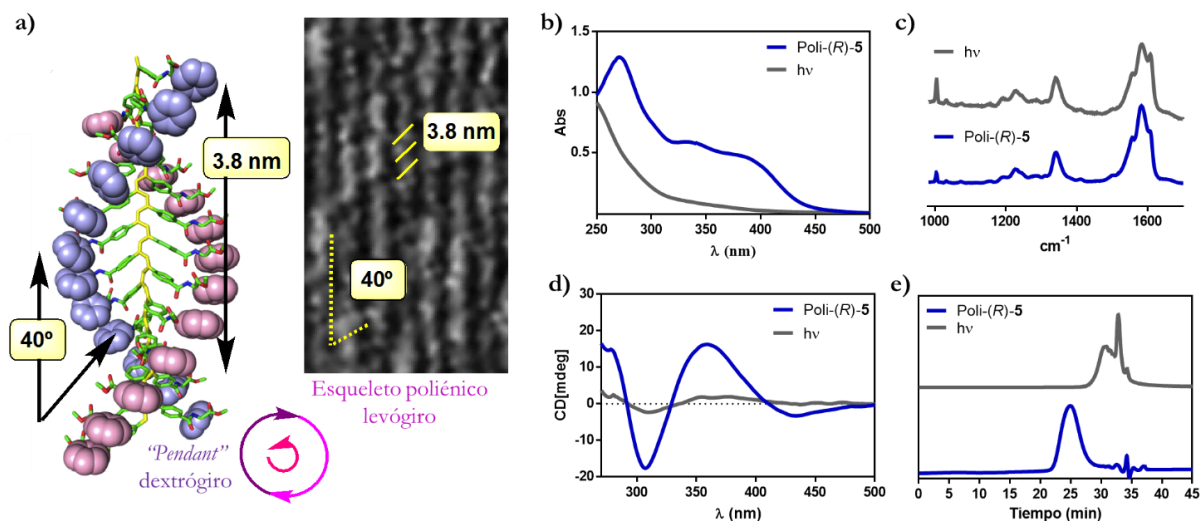 a)
3.8 nm
40º
3.8 nm
40º
Esqueleto poliénico
levógiro
“Pendant”
dextrógiro
b)
Poli-(R)-5
hν
Abs
1.5
1.0
0.5
250 300 350 400 450 500
λ (nm)
c)
hν
Poli-(R)-5
1000 1200 1400 1600
cm-1
d)
Poli-(R)-5
hν
CD[mdeg]
30
20
10
0
-10
-20
300 350 400 450 500
λ (nm)
e)
Poli-(R)-5
hν
0 5 10 15 20 25 30 35 40 45
Tiempo (min)